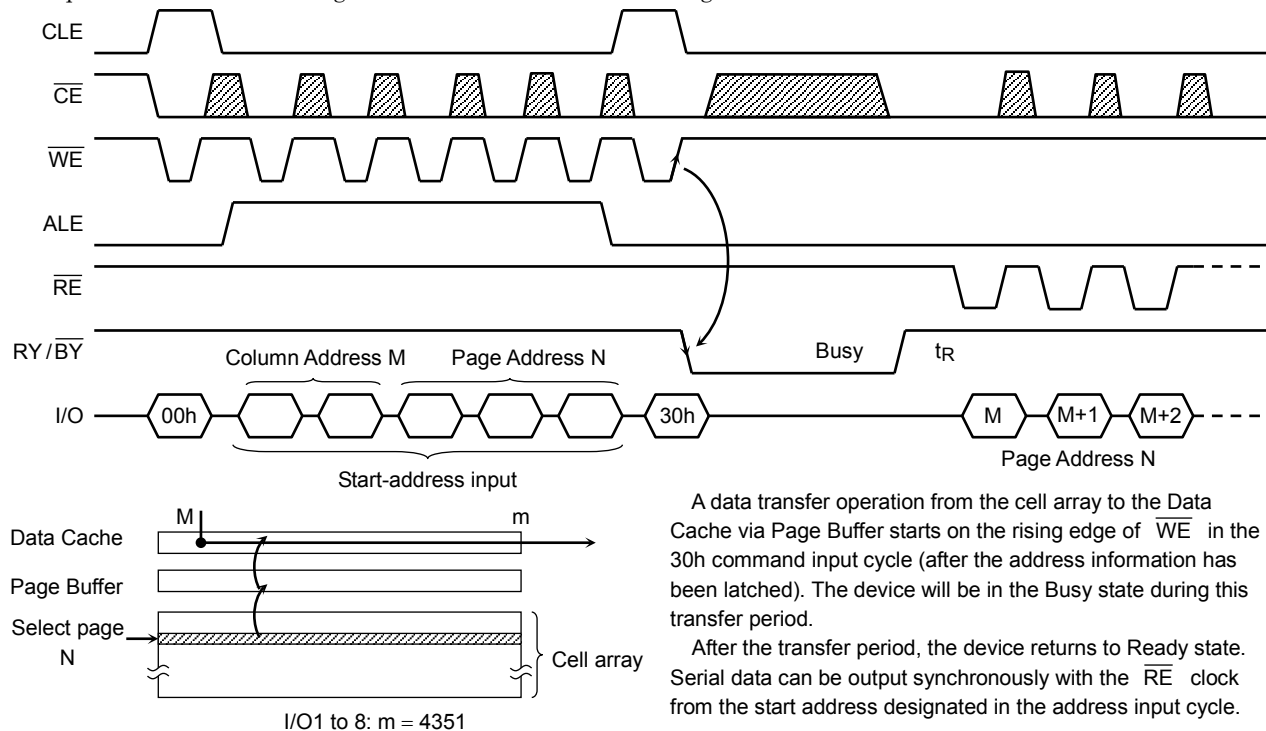 CLE
CE
WE
ALE
RE
RY/BY
Busy
tR
Column Address M
Page Address N
I/O
00h
30h
M
M+1
M+2
Start-address input
Page Address N
M
m
Data Cache
Page Buffer
Select page
N
Cell array
I/O1 to 8: m = 4351
A data transfer operation from the cell array to the Data
Cache via Page Buffer starts on the rising edge of WE in the
30h command input cycle (after the address information has
been latched). The device will be in the Busy state during this
transfer period.
After the transfer period, the device returns to Ready state.
Serial data can be output synchronously with the RE clock
from the start address designated in the address input cycle.